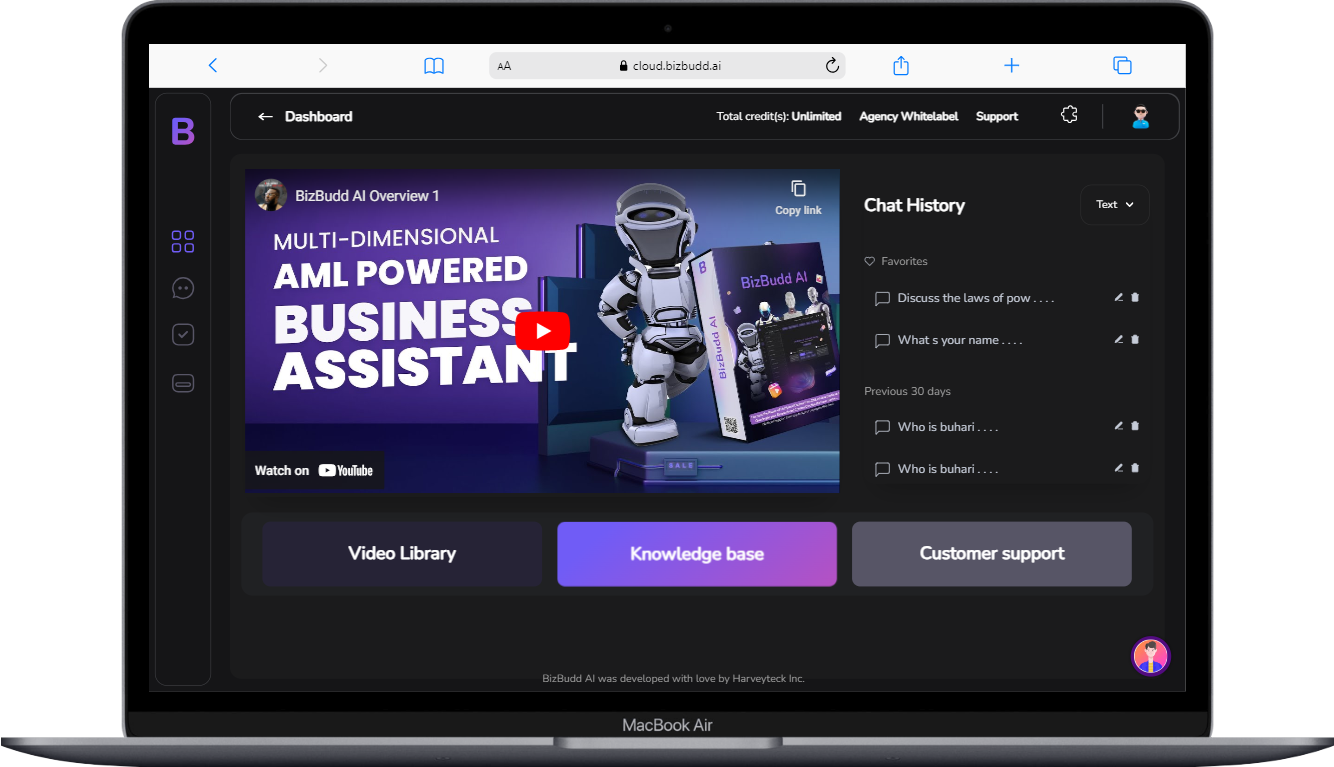 AA
cloud.bizbudd.ai
B
Dashboard
Total credit(s): Unlimited
Agency Whitelabel
Support
BizBudd AI Overview 1
Copy link
MULTI-DIMENSIONAL
AML POWERED
BUSINESS
ASSISTANT
B
BizBudd AI
BizBudd AI
SALE
Watch on YouTube
Chat History
Text
Favorites
Discuss the laws of pow . . . .
What s your name . . . .
Previous 30 days
Who is buhari . . . .
Who is buhari . . . .
Video Library
Knowledge base
Customer support
BizBudd AI was developed with love by Harveyteck Inc.
MacBook Air